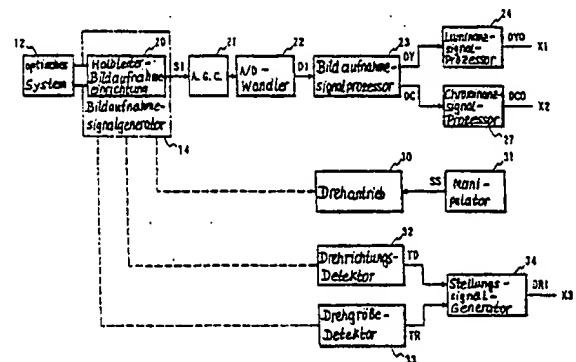 12
optisches
System
20
Halbleiter-
Bildaufnahme
einrichtung
Bildaufnahme-
signalgenerator
14
SI
21
A.G.C.
22
A/D-
Wandler
DI
23
Bildaufnahme-
signalprozessor
DY
DC
24
Luminanz-
signal-
Prozessor
DYO
X1
Chrominanz-
signal-
Prozessor
27
DCO
X2
30
Drehantrieb
SS
31
Mani-
pulator
32
Drehrichtungs-
Detektor
TD
33
Drehgröße-
Detektor
TR
34
Stellungs-
signal-
Generator
DRI
X3